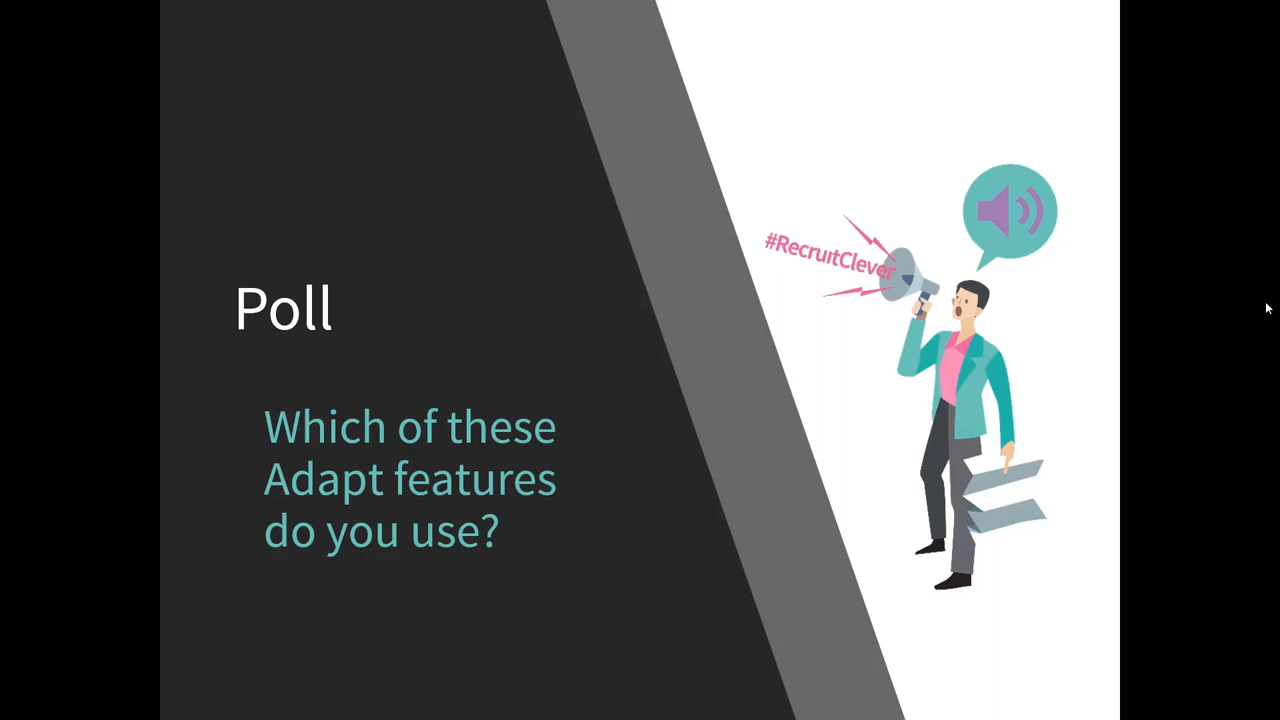 Poll
Which of these
Adapt features
do you use?
#RecruitClever